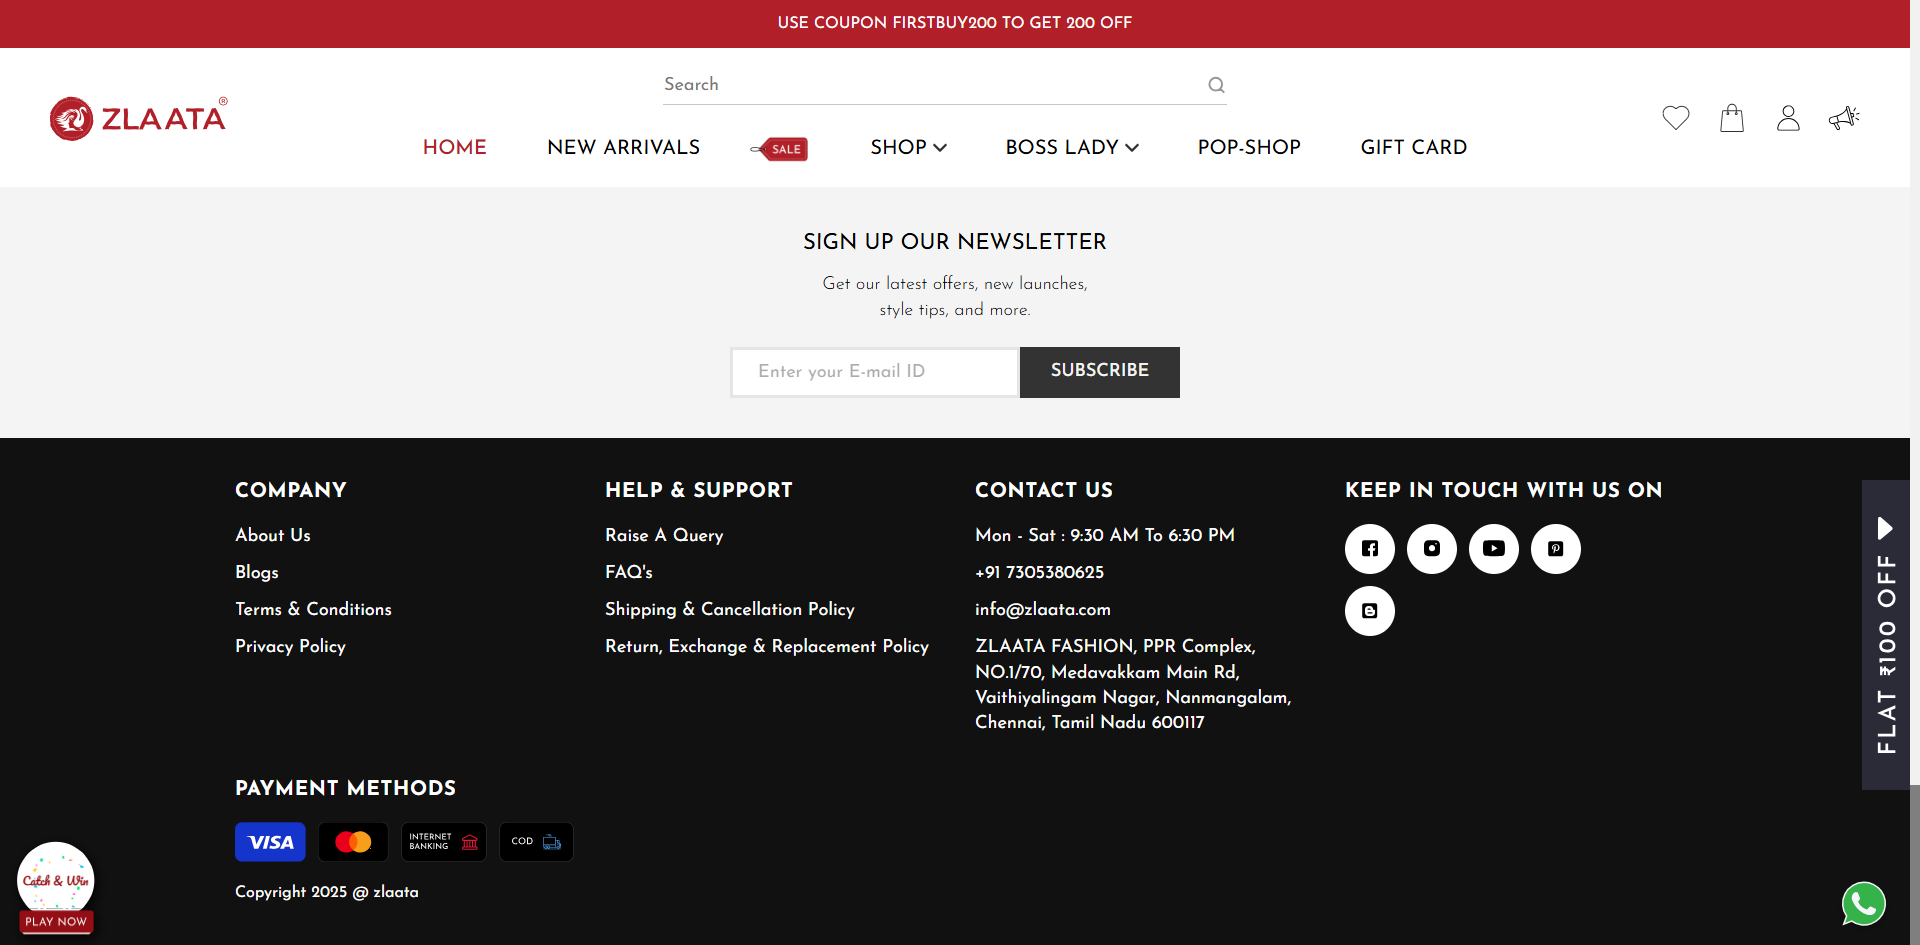 USE COUPON FIRSTBUY200 TO GET 200 OFF
Search
ZLAATA®
HOME
NEW ARRIVALS
SALE
SHOP
BOSS LADY
POP-SHOP
GIFT CARD
SIGN UP OUR NEWSLETTER
Get our latest offers, new launches,
style tips, and more.
Enter your E-mail ID
SUBSCRIBE
COMPANY
About Us
Blogs
Terms & Conditions
Privacy Policy
HELP & SUPPORT
Raise A Query
FAQ's
Shipping & Cancellation Policy
Return, Exchange & Replacement Policy
CONTACT US
Mon - Sat : 9:30 AM To 6:30 PM
+91 7305380625
info@zlaata.com
ZLAATA FASHION, PPR Complex,
NO.1/70, Medavakkam Main Rd,
Vaithiyalingam Nagar, Nanmangalam,
Chennai, Tamil Nadu 600117
KEEP IN TOUCH WITH US ON
FLAT ₹100 OFF
PAYMENT METHODS
VISA
INTERNET
BANKING
COD
Copyright 2025 @ zlaata
Catch & Win
PLAY NOW